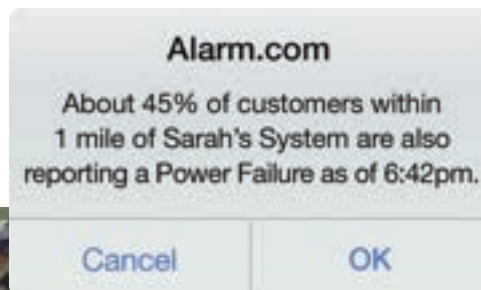 Alarm.com
About 45% of customers within
1 mile of Sarah's System are also
reporting a Power Failure as of 6:42pm.
Cancel
OK